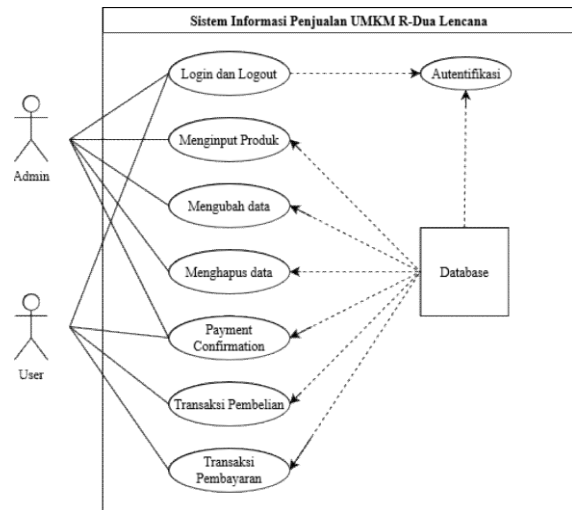 Sistem Informasi Penjualan UMKM R-Dua Lencana
Login dan Logout
Autentifikasi
Menginput Produk
Admin
Mengubah data
Menghapus data
Database
Payment
Confirmation
User
Transaksi Pembelian
Transaksi
Pembayaran